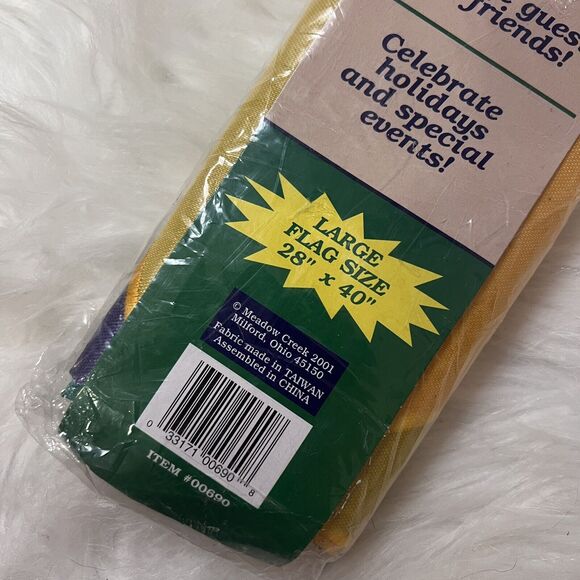 guest
friends!
Celebrate
holidays
and special
events!
LARGE
FLAG SIZE
28" x 40"
© Meadow Creek 2001
Milford, Ohio 45150
Fabric made in TAIWAN
Assembled in CHINA
0 33171 00690 8
ITEM #00690